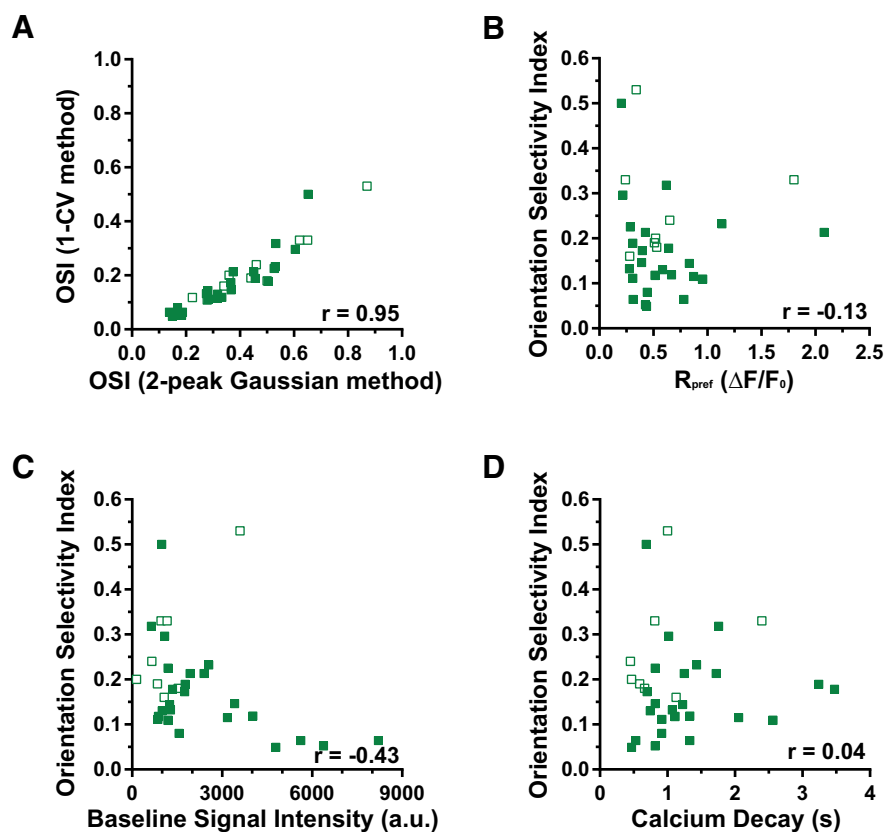 A
OSI (1-CV method)
1.0
0.8
0.6
0.4
0.2
0.0
r = 0.95
0.0 0.2 0.4 0.6 0.8 1.0
OSI (2-peak Gaussian method)
B
Orientation Selectivity Index
0.6
0.5
0.4
0.3
0.2
0.1
0.0
r = -0.13
0.0 0.5 1.0 1.5 2.0 2.5
Rpref (ΔF/F0)
C
Orientation Selectivity Index
0.6
0.5
0.4
0.3
0.2
0.1
0.0
r = -0.43
0 3000 6000 9000
Baseline Signal Intensity (a.u.)
D
Orientation Selectivity Index
0.6
0.5
0.4
0.3
0.2
0.1
0.0
r = 0.04
0 1 2 3 4
Calcium Decay (s)